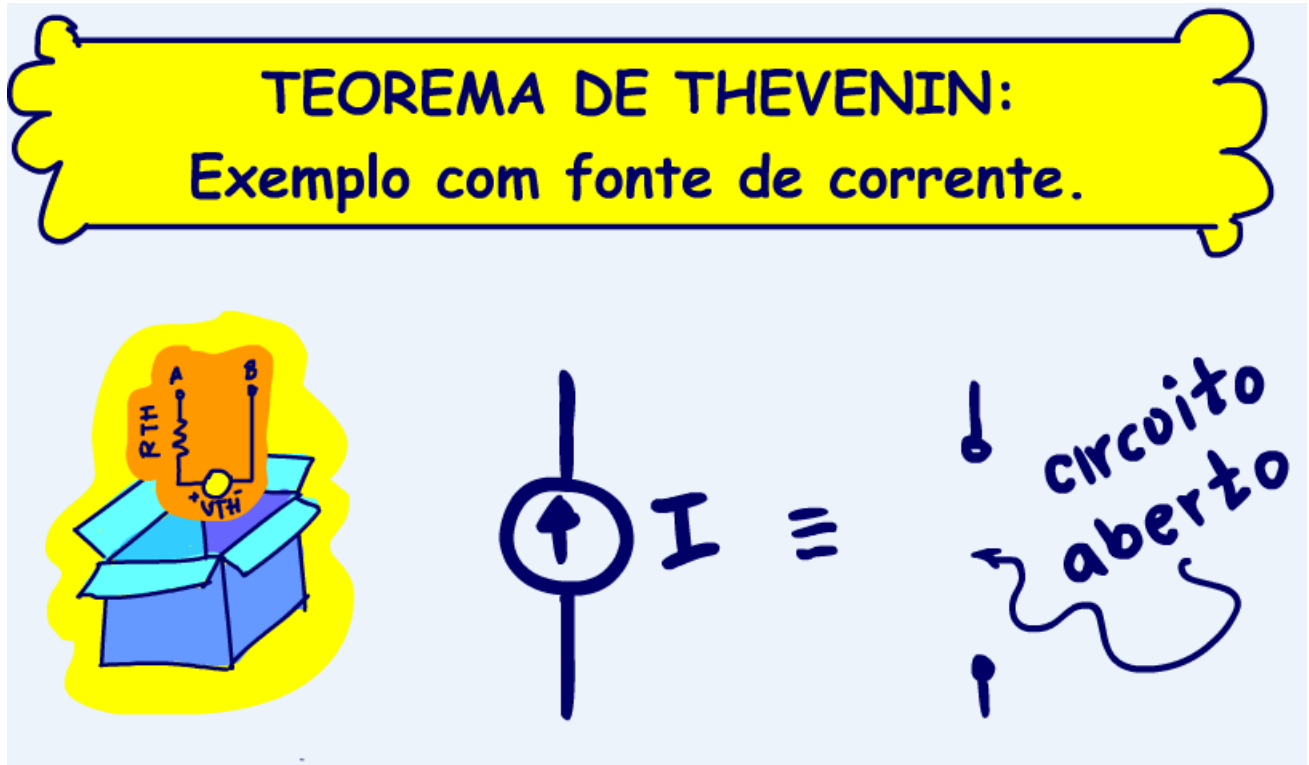 TEOREMA DE THEVENIN:
Exemplo com fonte de corrente.
A B
RTH
+ VTH -
I ≡
circuito
aberto